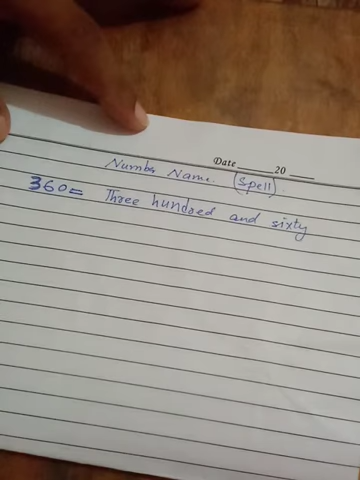 Date 20
Number Name. (Spell)
360= Three hundred and sixty